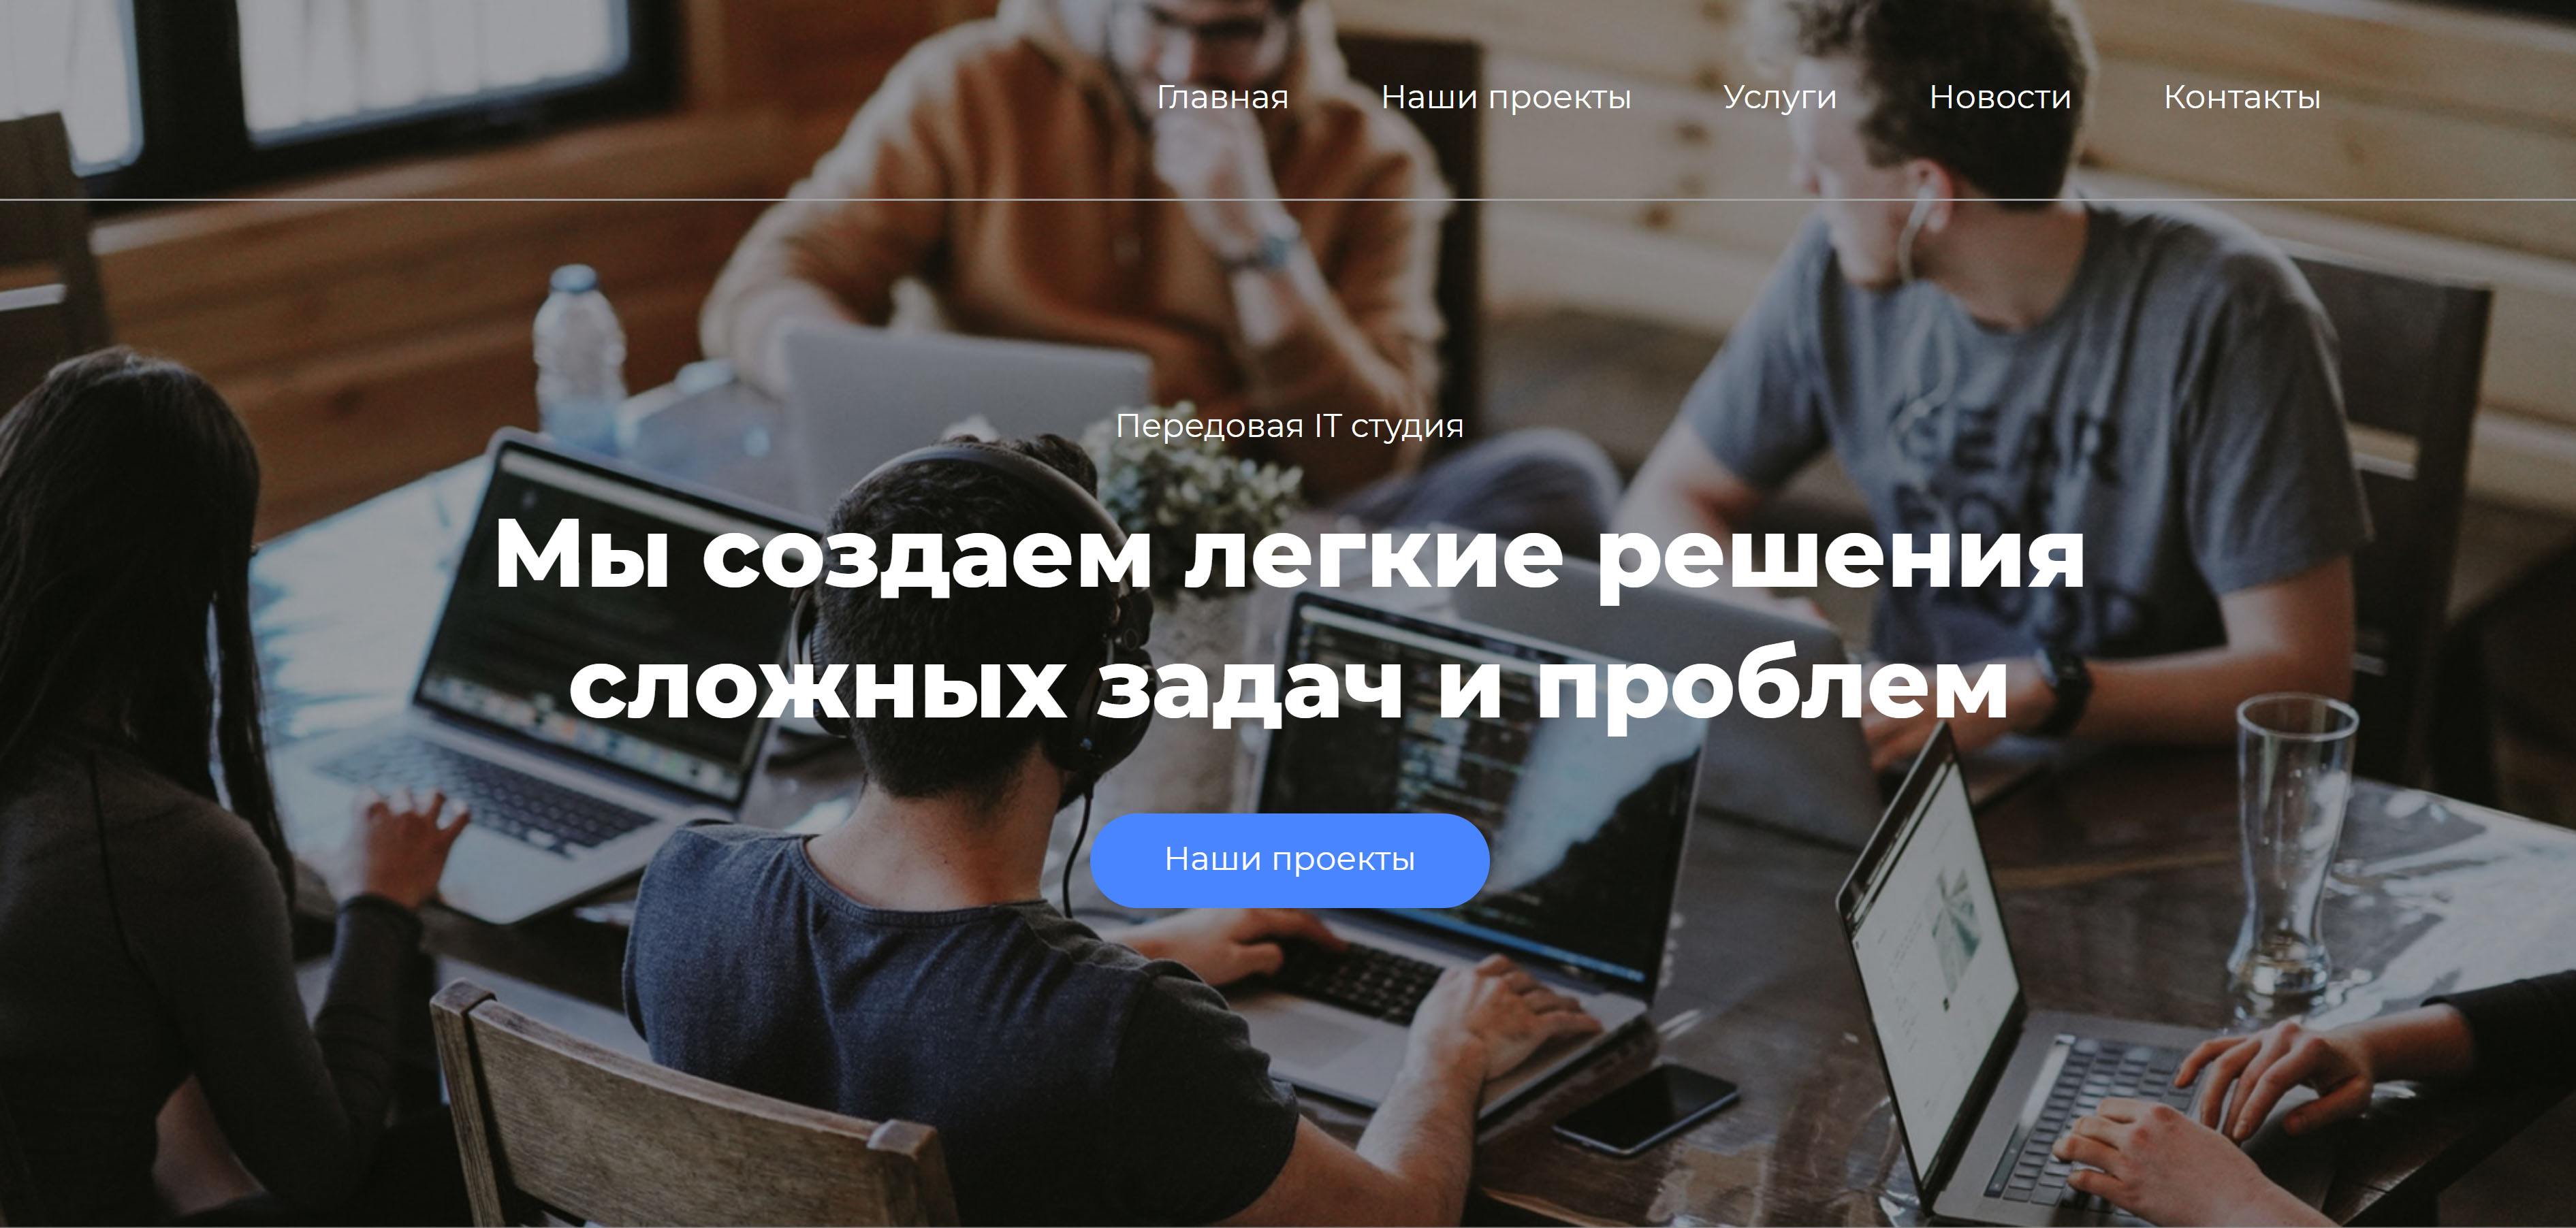 Главная Наши проекты Услуги Новости Контакты
Передовая IT студия
Мы создаем легкие решения
сложных задач и проблем
Наши проекты